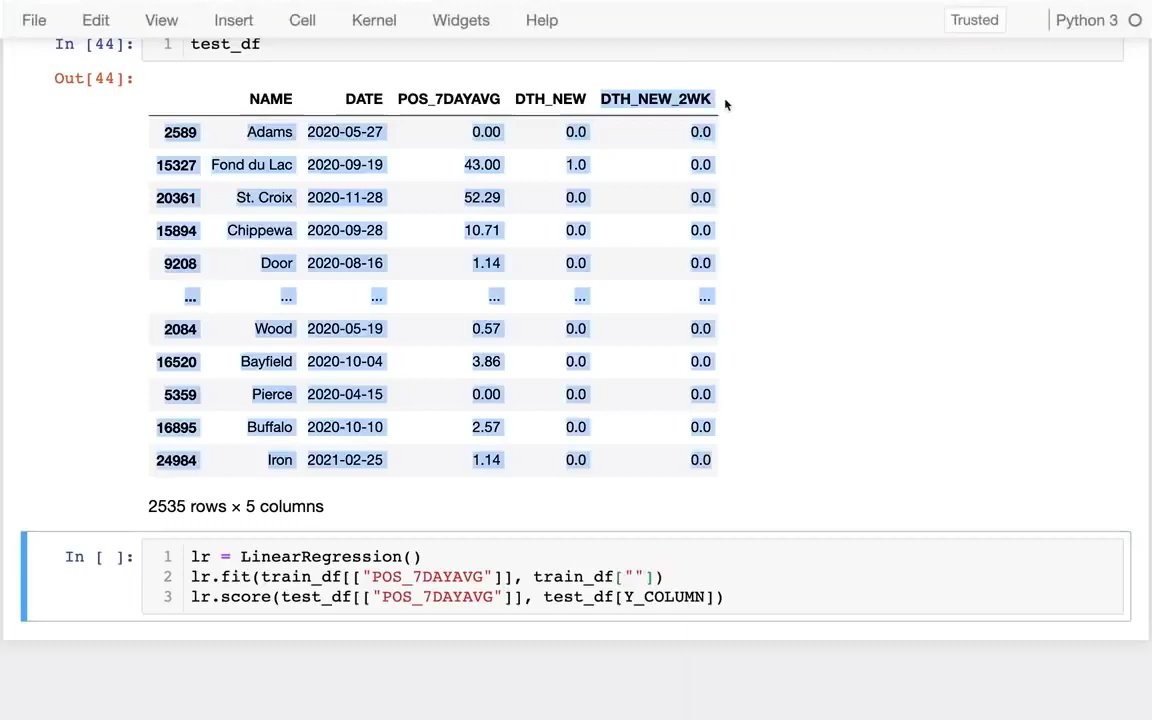 File Edit View Insert Cell Kernel Widgets Help Trusted Python 3
In [44]: 1 test_df
Out[44]:
NAME DATE POS_7DAYAVG DTH_NEW DTH_NEW_2WK
2589 Adams 2020-05-27 0.00 0.0 0.0
15327 Fond du Lac 2020-09-19 43.00 1.0 0.0
20361 St. Croix 2020-11-28 52.29 0.0 0.0
15894 Chippewa 2020-09-28 10.71 0.0 0.0
9208 Door 2020-08-16 1.14 0.0 0.0
... ... ... ... ... ...
2084 Wood 2020-05-19 0.57 0.0 0.0
16520 Bayfield 2020-10-04 3.86 0.0 0.0
5359 Pierce 2020-04-15 0.00 0.0 0.0
16895 Buffalo 2020-10-10 2.57 0.0 0.0
24984 Iron 2021-02-25 1.14 0.0 0.0
2535 rows × 5 columns
In [ ]: 1 lr = LinearRegression()
2 lr.fit(train_df[["POS_7DAYAVG"]], train_df[""])
3 lr.score(test_df[["POS_7DAYAVG"]], test_df[Y_COLUMN])